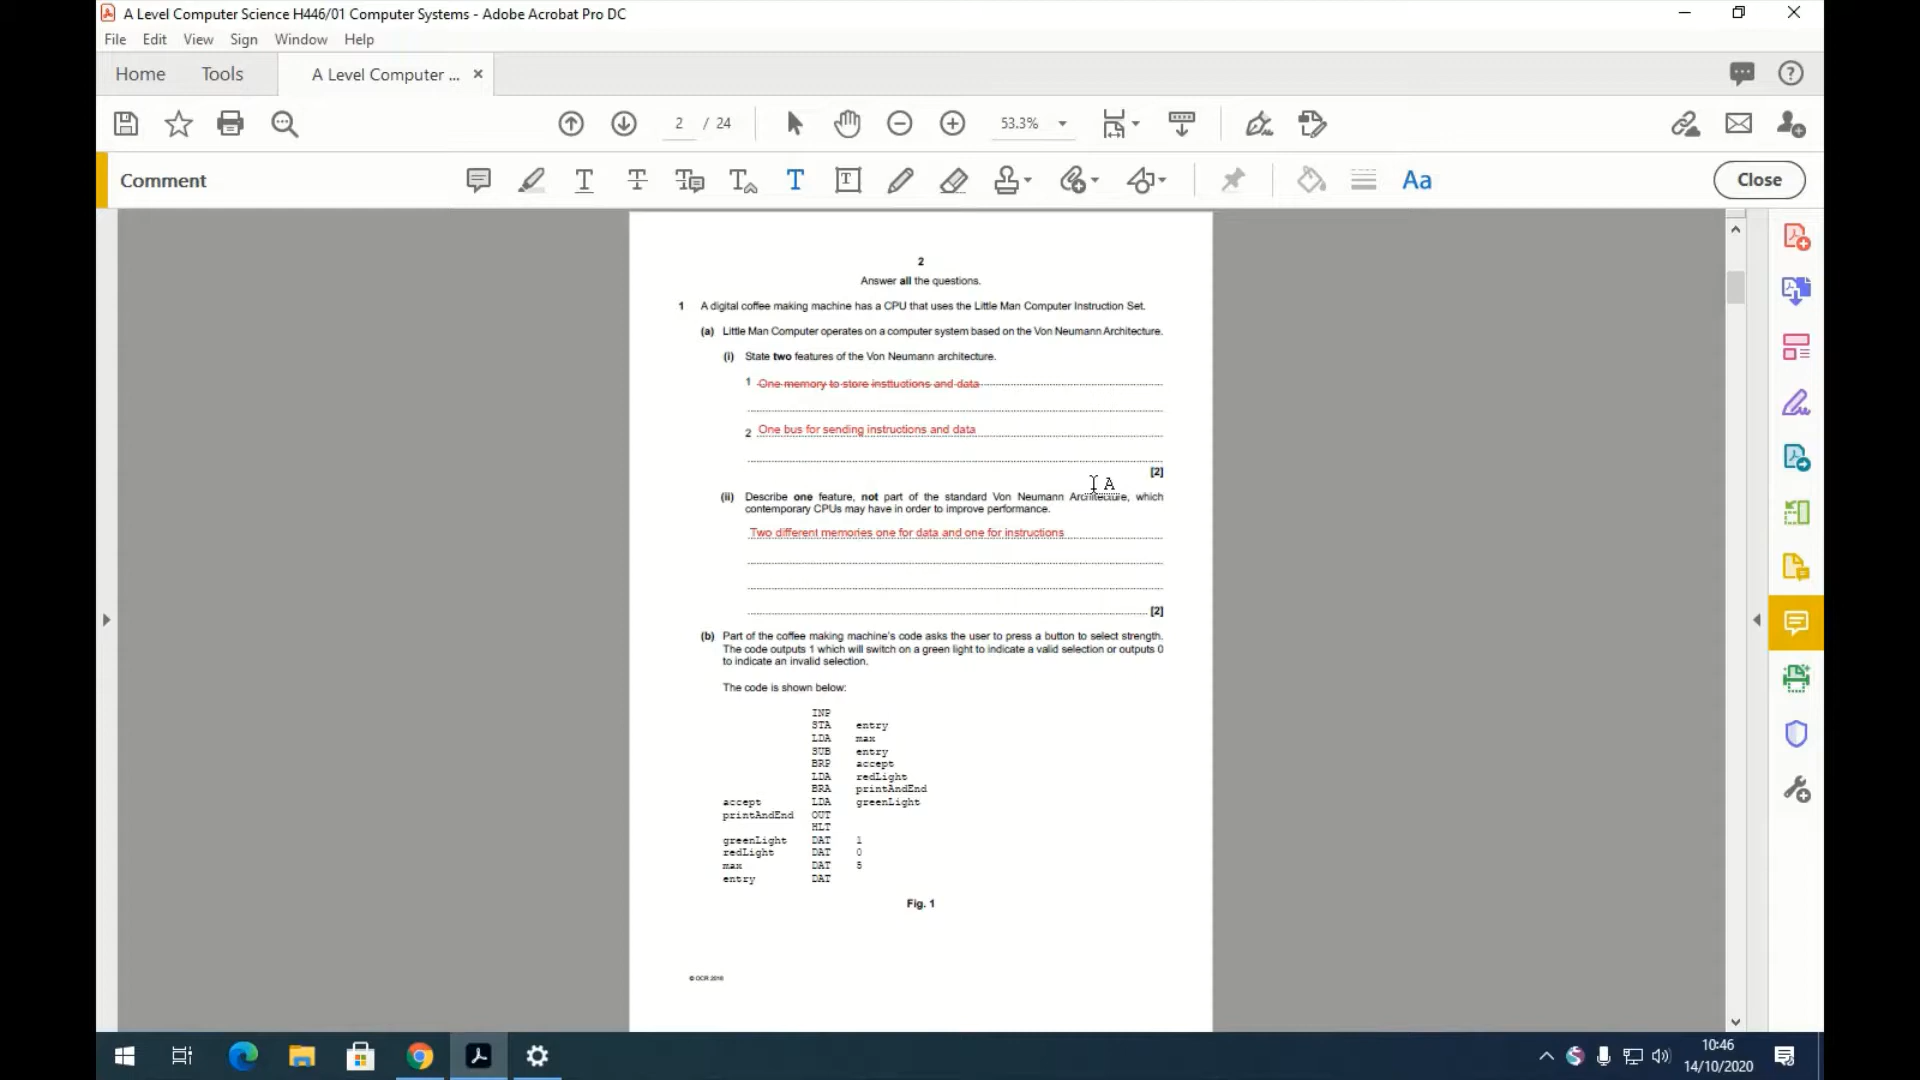 A Level Computer Science H446/01 Computer Systems - Adobe Acrobat Pro DC
File Edit View Sign Window Help
Home Tools A Level Computer ... ×
2 / 24 53.3%
Comment Aa Close
2
Answer all the questions.
1 A digital coffee making machine has a CPU that uses the Little Man Computer Instruction Set.
(a) Little Man Computer operates on a computer system based on the Von Neumann Architecture.
(i) State two features of the Von Neumann architecture.
1 One memory to store insttuctions and data
2 One bus for sending instructions and data
[2]
(ii) Describe one feature, not part of the standard Von Neumann Architecture, which
contemporary CPUs may have in order to improve performance.
Two different memories one for data and one for instructions
[2]
(b) Part of the coffee making machine's code asks the user to press a button to select strength.
The code outputs 1 which will switch on a green light to indicate a valid selection or outputs 0
to indicate an invalid selection.
The code is shown below:
INP
STA entry
LDA max
SUB entry
BRP accept
LDA redLight
BRA printAndEnd
accept LDA greenLight
printAndEnd OUT
HLT
greenLight DAT 1
redLight DAT 0
max DAT 5
entry DAT
Fig. 1
© OCR 2018
10:46
14/10/2020